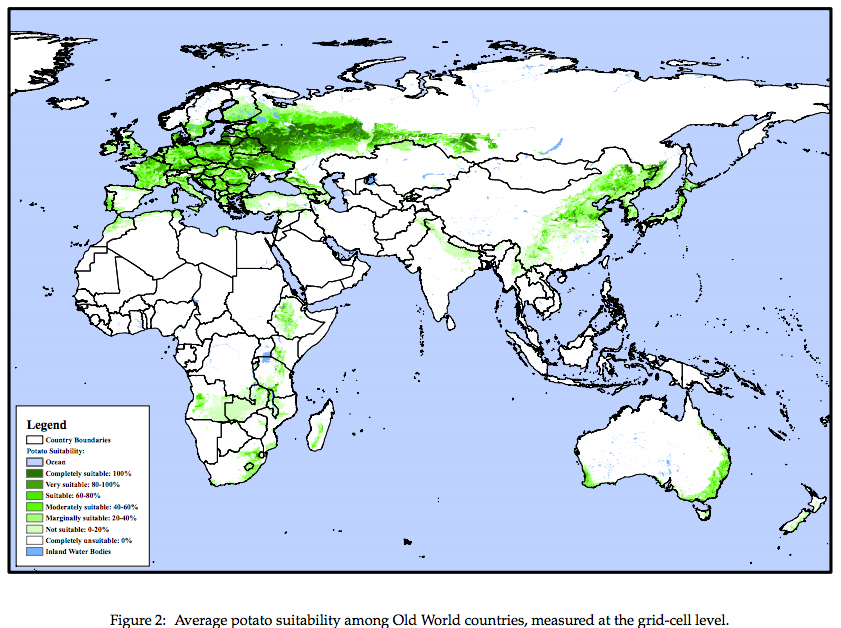 Legend
Country Boundaries
Potato Suitability:
Ocean
Completely suitable: 100%
Very suitable: 80-100%
Suitable: 60-80%
Moderately suitable: 40-60%
Marginally suitable: 20-40%
Not suitable: 0-20%
Completely unsuitable: 0%
Inland Water Bodies
Figure 2: Average potato suitability among Old World countries, measured at the grid-cell level.